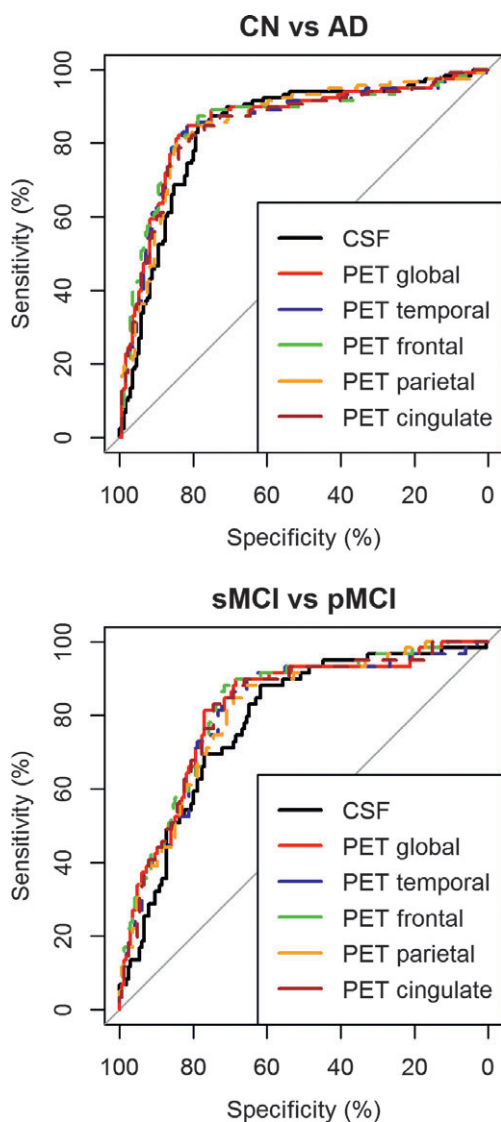 CN vs AD
100
80
60
40
20
0
Sensitivity (%)
CSF
PET global
PET temporal
PET frontal
PET parietal
PET cingulate
100 80 60 40 20 0
Specificity (%)
sMCI vs pMCI
100
80
60
40
20
0
Sensitivity (%)
CSF
PET global
PET temporal
PET frontal
PET parietal
PET cingulate
100 80 60 40 20 0
Specificity (%)